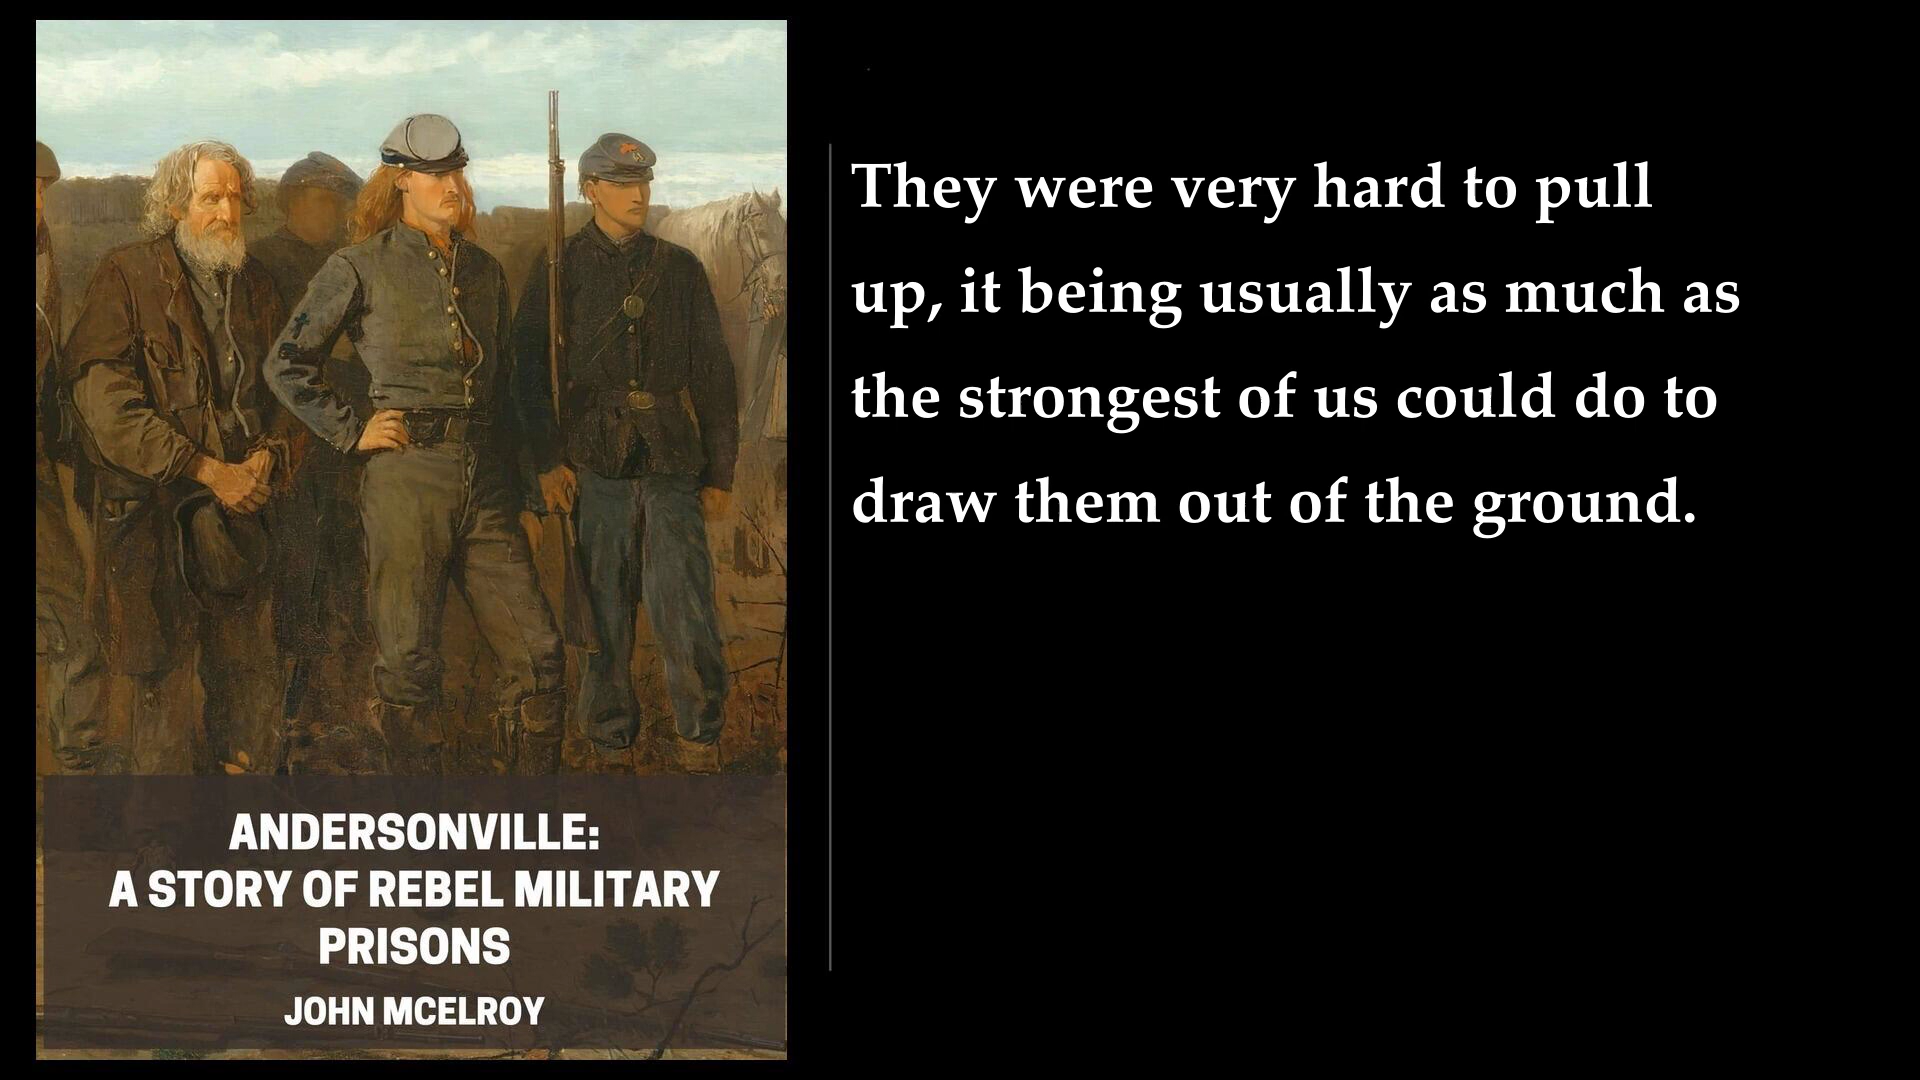 They were very hard to pull
up, it being usually as much as
the strongest of us could do to
draw them out of the ground.
ANDERSONVILLE:
A STORY OF REBEL MILITARY
PRISONS
JOHN MCELROY